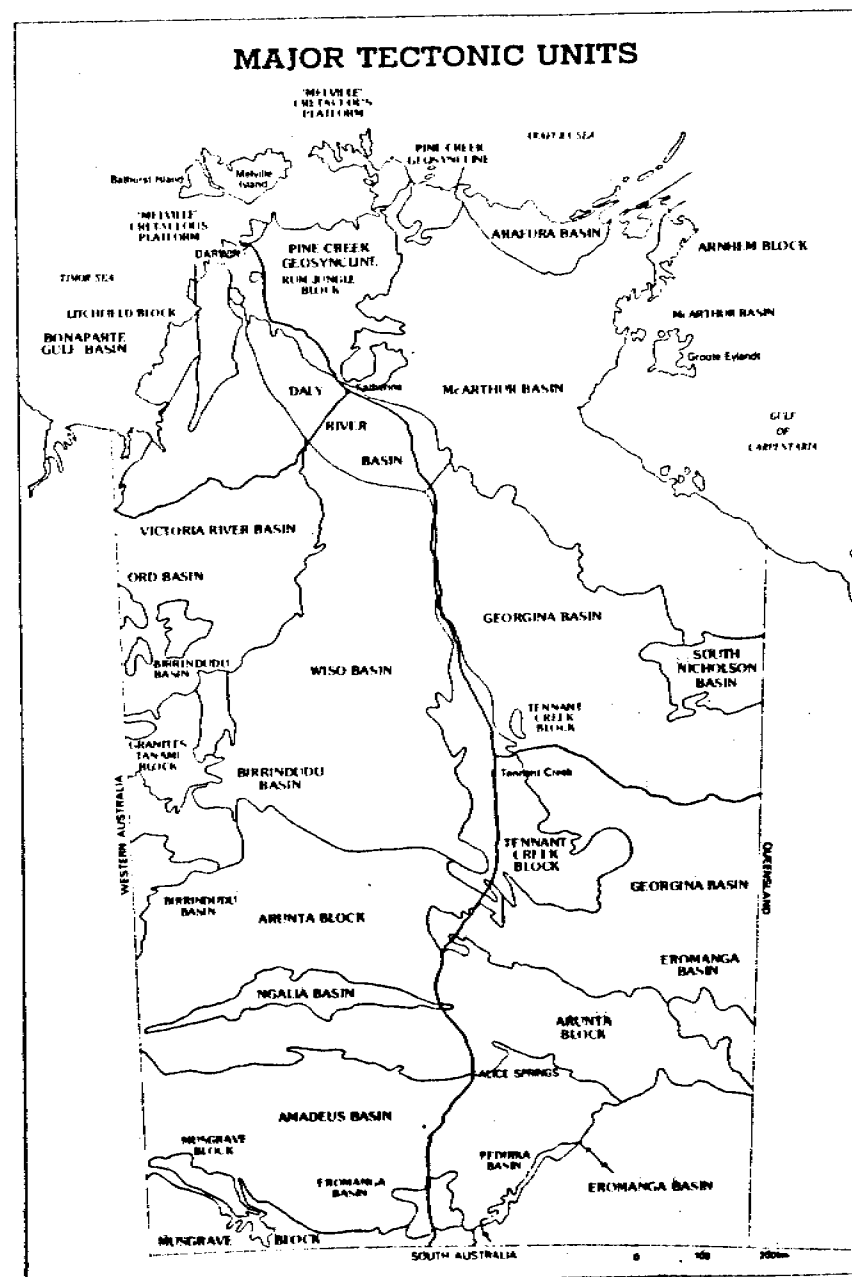 MAJOR TECTONIC UNITS
'MELVILLE'
CRETACEOUS
PLATFORM
ARAFURA SEA
PINE CREEK
GEOSYNCLINE
Bathurst Island
Melville
Island
'MELVILLE'
CRETACEOUS
PLATFORM
ARAFURA BASIN
DARWIN
PINE CREEK
GEOSYNCLINE
RUM JUNGLE
BLOCK
ARNHEM BLOCK
TIMOR SEA
LITCHFIELD BLOCK
BONAPARTE
GULF BASIN
McARTHUR BASIN
Groote Eylandt
DALY
RIVER
BASIN
Katherine
McARTHUR BASIN
GULF
OF
CARPENTARIA
VICTORIA RIVER BASIN
ORD BASIN
GEORGINA BASIN
BIRRINDUDU
BASIN
WISO BASIN
SOUTH
NICHOLSON
BASIN
TENNANT
CREEK
BLOCK
GRANITES
TANAMI
BLOCK
BIRRINDUDU
BASIN
Tennant Creek
WESTERN AUSTRALIA
QUEENSLAND
TENNANT
CREEK
BLOCK
GEORGINA BASIN
BIRRINDUDU
BASIN
ARUNTA BLOCK
EROMANGA
BASIN
NGALIA BASIN
ARUNTA
BLOCK
ALICE SPRINGS
AMADEUS BASIN
MUSGRAVE
BLOCK
PEDIRKA
BASIN
EROMANGA
BASIN
EROMANGA BASIN
MUSGRAVE BLOCK
SOUTH AUSTRALIA
0 100 200km